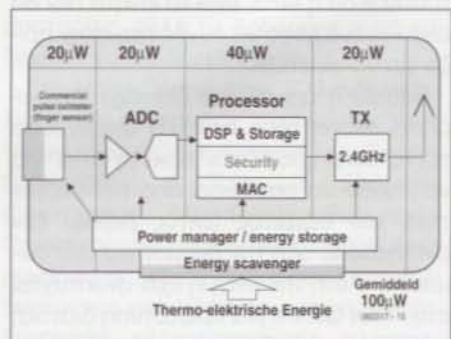 20µW 20µW 40µW 20µW
Commercial
pulse oximeter
(finger sensor)
ADC
Processor
TX
DSP & Storage
Security
MAC
2.4GHz
Power manager / energy storage
Energy scavenger
Thermo-elektrische Energie
Gemiddeld
100µW